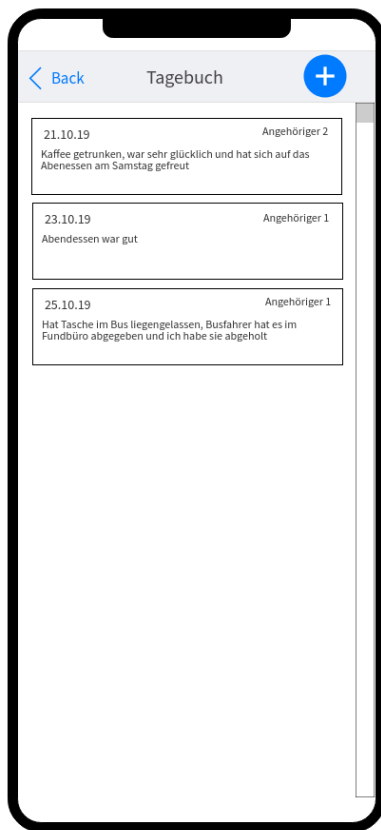 Back
Tagebuch
21.10.19
Angehöriger 2
Kaffee getrunken, war sehr glücklich und hat sich auf das
Abenessen am Samstag gefreut
23.10.19
Angehöriger 1
Abendessen war gut
25.10.19
Angehöriger 1
Hat Tasche im Bus liegengelassen, Busfahrer hat es im
Fundbüro abgegeben und ich habe sie abgeholt